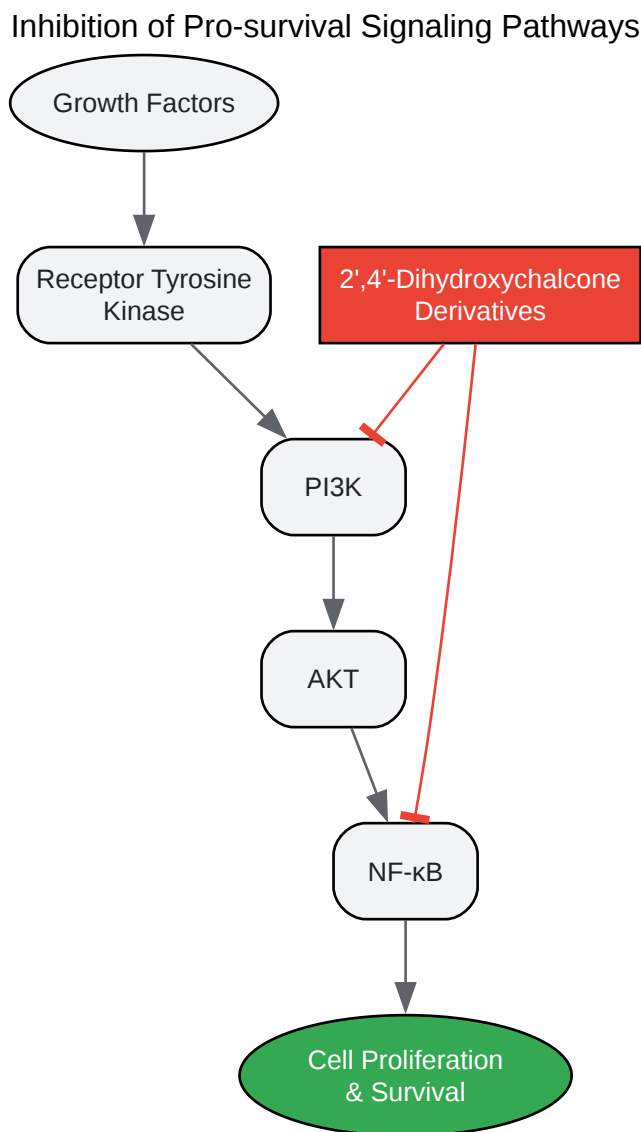 Inhibition of Pro-survival Signaling Pathways
Growth Factors
Receptor Tyrosine
Kinase
2',4'-Dihydroxychalcone
Derivatives
PI3K
AKT
NF-κB
Cell Proliferation
& Survival